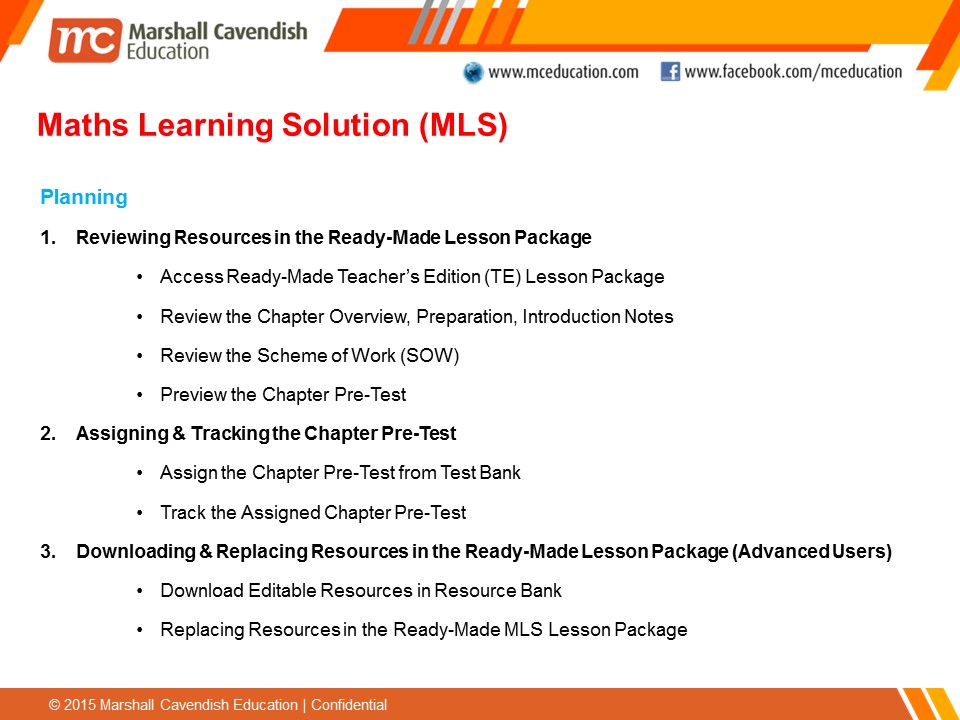 mc Marshall Cavendish
Education
www.mceducation.com
www.facebook.com/mceducation
Maths Learning Solution (MLS)
Planning
1. Reviewing Resources in the Ready-Made Lesson Package
• Access Ready-Made Teacher’s Edition (TE) Lesson Package
• Review the Chapter Overview, Preparation, Introduction Notes
• Review the Scheme of Work (SOW)
• Preview the Chapter Pre-Test
2. Assigning & Tracking the Chapter Pre-Test
• Assign the Chapter Pre-Test from Test Bank
• Track the Assigned Chapter Pre-Test
3. Downloading & Replacing Resources in the Ready-Made Lesson Package (Advanced Users)
• Download Editable Resources in Resource Bank
• Replacing Resources in the Ready-Made MLS Lesson Package
© 2015 Marshall Cavendish Education | Confidential